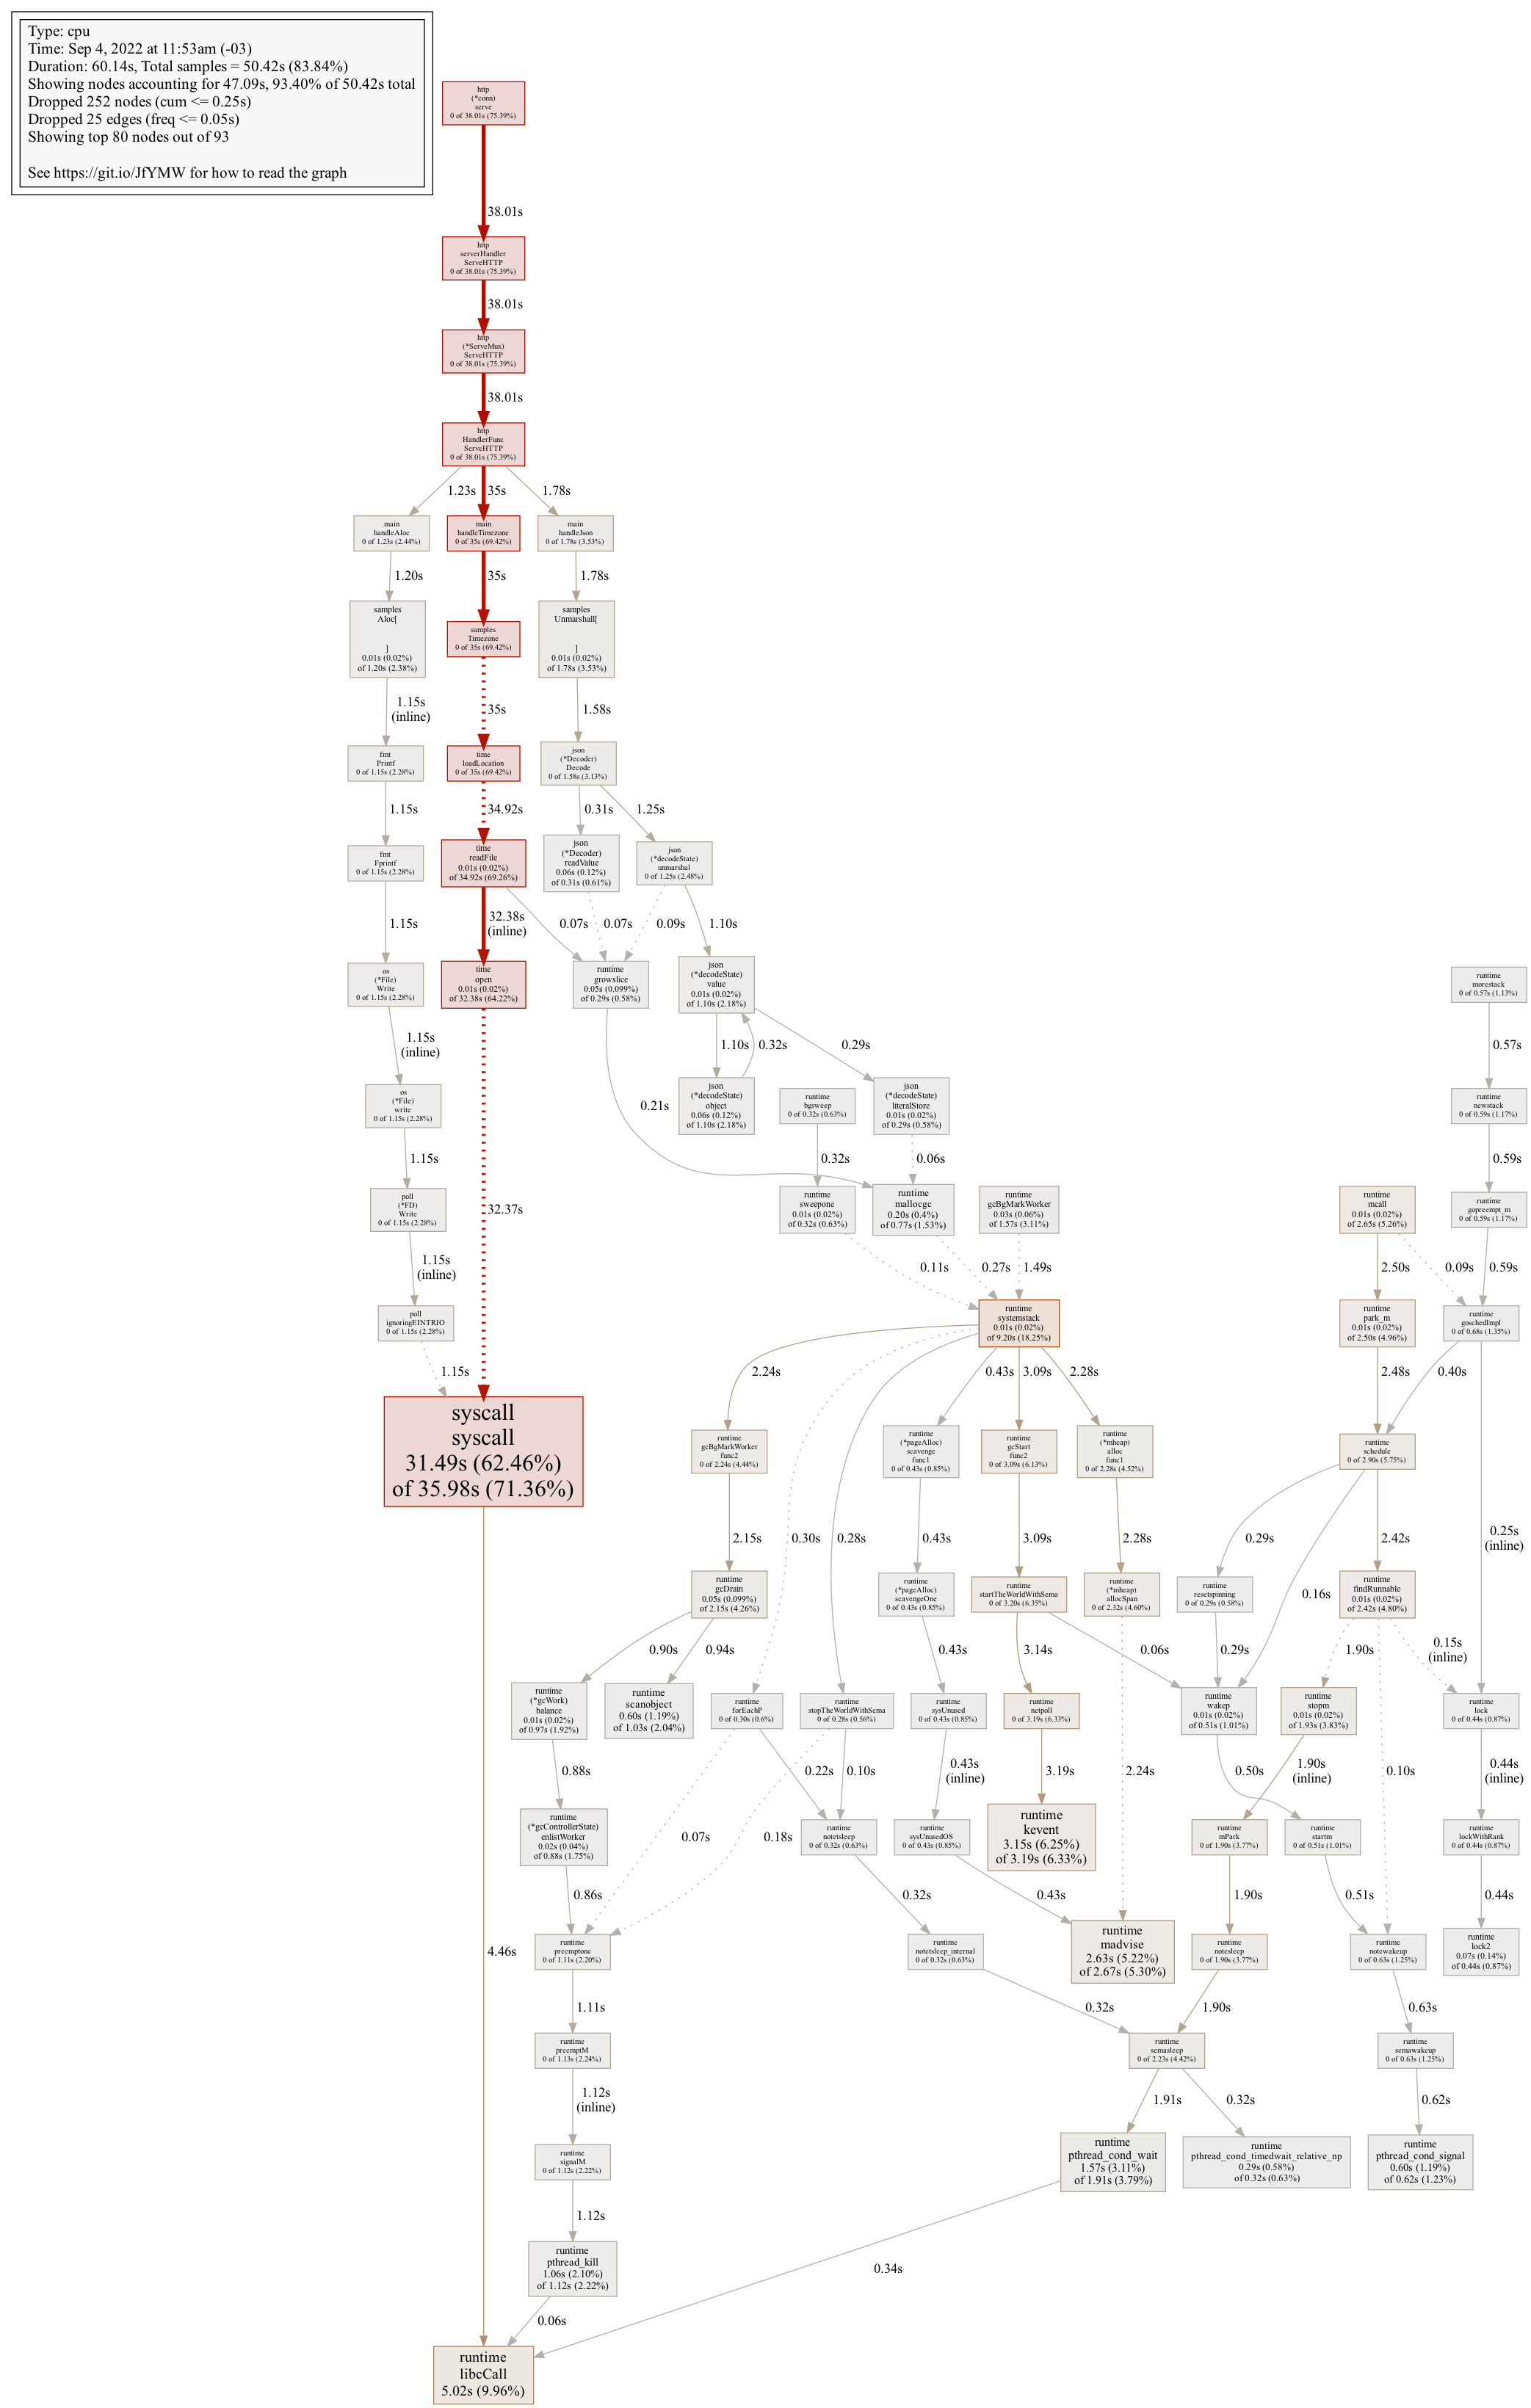 Type: cpu
Time: Sep 4, 2022 at 11:53am (-03)
Duration: 60.14s, Total samples = 50.42s (83.84%)
Showing nodes accounting for 47.09s, 93.40% of 50.42s total
Dropped 252 nodes (cum <= 0.25s)
Dropped 25 edges (freq <= 0.05s)
Showing top 80 nodes out of 93
See https://git.io/JfYMW for how to read the graph
http
(*conn)
serve
0 of 38.01s (75.39%)
38.01s
http
serverHandler
ServeHTTP
0 of 38.01s (75.39%)
38.01s
http
(*ServeMux)
ServeHTTP
0 of 38.01s (75.39%)
38.01s
http
HandlerFunc
ServeHTTP
0 of 38.01s (75.39%)
1.23s
35s
1.78s
main
handleAloc
0 of 1.23s (2.44%)
main
handleTimezone
0 of 35s (69.42%)
main
handleJson
0 of 1.78s (3.53%)
1.20s
35s
1.78s
samples
Aloc[
]
0.01s (0.02%)
of 1.20s (2.38%)
samples
Timezone
0 of 35s (69.42%)
samples
Unmarshall[
]
0.01s (0.02%)
of 1.78s (3.53%)
1.15s
(inline)
35s
1.58s
fmt
Printf
0 of 1.15s (2.28%)
time
loadLocation
0 of 35s (69.42%)
json
(*Decoder)
Decode
0 of 1.58s (3.13%)
1.15s
34.92s
0.31s
1.25s
fmt
Fprintf
0 of 1.15s (2.28%)
time
readFile
0.01s (0.02%)
of 34.92s (69.26%)
json
(*Decoder)
readValue
0.06s (0.12%)
of 0.31s (0.61%)
json
(*decodeState)
unmarshal
0 of 1.25s (2.48%)
1.15s
32.38s
(inline)
0.07s
0.07s
0.09s
1.10s
os
(*File)
Write
0 of 1.15s (2.28%)
time
open
0.01s (0.02%)
of 32.38s (64.22%)
runtime
growslice
0.05s (0.099%)
of 0.29s (0.58%)
json
(*decodeState)
value
0.01s (0.02%)
of 1.10s (2.18%)
runtime
morestack
0 of 0.57s (1.13%)
1.15s
(inline)
1.10s
0.32s
0.29s
0.57s
os
(*File)
write
0 of 1.15s (2.28%)
0.21s
json
(*decodeState)
object
0.06s (0.12%)
of 1.10s (2.18%)
runtime
bgsweep
0 of 0.32s (0.63%)
json
(*decodeState)
literalStore
0.01s (0.02%)
of 0.29s (0.58%)
runtime
newstack
0 of 0.59s (1.17%)
1.15s
0.32s
0.06s
0.59s
poll
(*FD)
Write
0 of 1.15s (2.28%)
32.37s
runtime
sweepone
0.01s (0.02%)
of 0.32s (0.63%)
runtime
mallocgc
0.20s (0.4%)
of 0.77s (1.53%)
runtime
gcBgMarkWorker
0.03s (0.06%)
of 1.57s (3.11%)
runtime
mcall
0.01s (0.02%)
of 2.65s (5.26%)
runtime
gopreempt_m
0 of 0.59s (1.17%)
1.15s
(inline)
0.11s
0.27s
1.49s
2.50s
0.09s
0.59s
poll
ignoringEINTRIO
0 of 1.15s (2.28%)
runtime
systemstack
0.01s (0.02%)
of 9.20s (18.25%)
runtime
park_m
0.01s (0.02%)
of 2.50s (4.96%)
runtime
goschedImpl
0 of 0.68s (1.35%)
1.15s
2.24s
0.43s
3.09s
2.28s
2.48s
0.40s
syscall
syscall
31.49s (62.46%)
of 35.98s (71.36%)
runtime
gcBgMarkWorker
func2
0 of 2.24s (4.44%)
runtime
(*pageAlloc)
scavenge
func1
0 of 0.43s (0.85%)
runtime
gcStart
func2
0 of 3.09s (6.13%)
runtime
(*mheap)
alloc
func1
0 of 2.28s (4.52%)
runtime
schedule
0 of 2.90s (5.75%)
2.15s
0.30s
0.28s
0.43s
3.09s
2.28s
0.29s
2.42s
0.25s
(inline)
runtime
gcDrain
0.05s (0.099%)
of 2.15s (4.26%)
runtime
(*pageAlloc)
scavengeOne
0 of 0.43s (0.85%)
runtime
startTheWorldWithSema
0 of 3.20s (6.35%)
runtime
(*mheap)
allocSpan
0 of 2.32s (4.60%)
runtime
resetspinning
0 of 0.29s (0.58%)
0.16s
runtime
findRunnable
0.01s (0.02%)
of 2.42s (4.80%)
0.90s
0.94s
0.43s
3.14s
0.06s
0.29s
1.90s
0.15s
(inline)
runtime
(*gcWork)
balance
0.01s (0.02%)
of 0.97s (1.92%)
runtime
scanobject
0.60s (1.19%)
of 1.03s (2.04%)
runtime
forEachP
0 of 0.30s (0.6%)
runtime
stopTheWorldWithSema
0 of 0.28s (0.56%)
runtime
sysUnused
0 of 0.43s (0.85%)
runtime
netpoll
0 of 3.19s (6.33%)
runtime
wakep
0.01s (0.02%)
of 0.51s (1.01%)
runtime
stopm
0.01s (0.02%)
of 1.93s (3.83%)
runtime
lock
0 of 0.44s (0.87%)
0.88s
0.22s
0.10s
0.43s
(inline)
3.19s
2.24s
0.50s
1.90s
(inline)
0.10s
0.44s
(inline)
runtime
(*gcControllerState)
enlistWorker
0.02s (0.04%)
of 0.88s (1.75%)
0.07s
0.18s
runtime
notetsleep
0 of 0.32s (0.63%)
runtime
sysUnusedOS
0 of 0.43s (0.85%)
runtime
kevent
3.15s (6.25%)
of 3.19s (6.33%)
runtime
mPark
0 of 1.90s (3.77%)
runtime
startm
0 of 0.51s (1.01%)
runtime
lockWithRank
0 of 0.44s (0.87%)
0.86s
0.32s
0.43s
1.90s
0.51s
0.44s
runtime
preemptone
0 of 1.11s (2.20%)
4.46s
runtime
notetsleep_internal
0 of 0.32s (0.63%)
runtime
madvise
2.63s (5.22%)
of 2.67s (5.30%)
runtime
notesleep
0 of 1.90s (3.77%)
runtime
notewakeup
0 of 0.63s (1.25%)
runtime
lock2
0.07s (0.14%)
of 0.44s (0.87%)
1.11s
0.32s
1.90s
0.63s
runtime
preemptM
0 of 1.13s (2.24%)
runtime
semasleep
0 of 2.23s (4.42%)
runtime
semawakeup
0 of 0.63s (1.25%)
1.12s
(inline)
1.91s
0.32s
0.62s
runtime
signalM
0 of 1.12s (2.22%)
runtime
pthread_cond_wait
1.57s (3.11%)
of 1.91s (3.79%)
runtime
pthread_cond_timedwait_relative_np
0.29s (0.58%)
of 0.32s (0.63%)
runtime
pthread_cond_signal
0.60s (1.19%)
of 0.62s (1.23%)
1.12s
runtime
pthread_kill
1.06s (2.10%)
of 1.12s (2.22%)
0.34s
0.06s
runtime
libcCall
5.02s (9.96%)